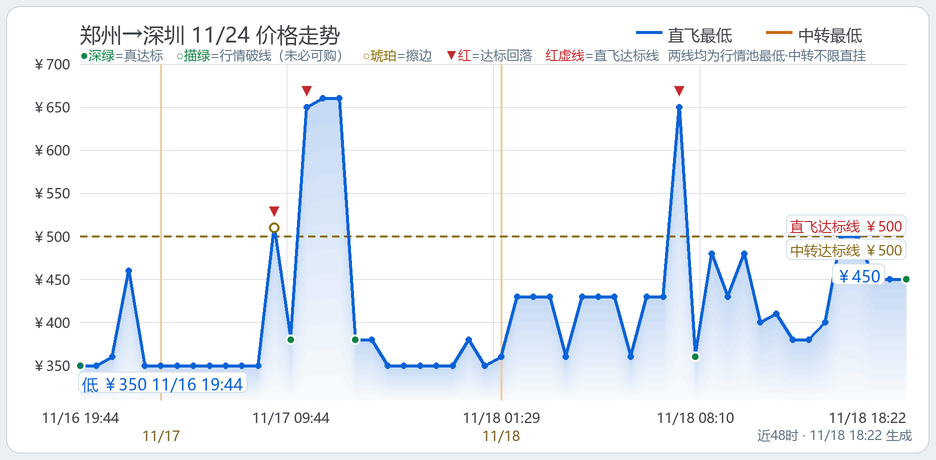 郑州→深圳 11/24 价格走势
直飞最低 中转最低
●深绿=真达标 ○描绿=行情破线（未必可购） ○琥珀=擦边 ▼红=达标回落 红虚线=直飞达标线 两线均为行情池最低·中转不限直挂
¥700
¥650
¥600
¥550
¥500
¥450
¥400
¥350
直飞达标线 ¥500
中转达标线 ¥500
¥450
低 ¥350 11/16 19:44
11/16 19:44 11/17 09:44 11/18 01:29 11/18 08:10 11/18 18:22
11/17 11/18
近48时 · 11/18 18:22 生成